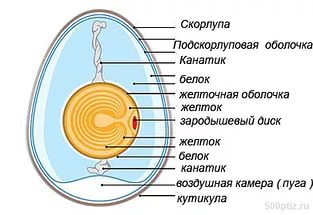 Скорлупа
Подскорлуповая оболочка
Канатик
белок
желточная оболочка
желток
зародышевый диск
желток
белок
канатик
воздушная камера ( пуга )
кутикула
500ptiz.ru